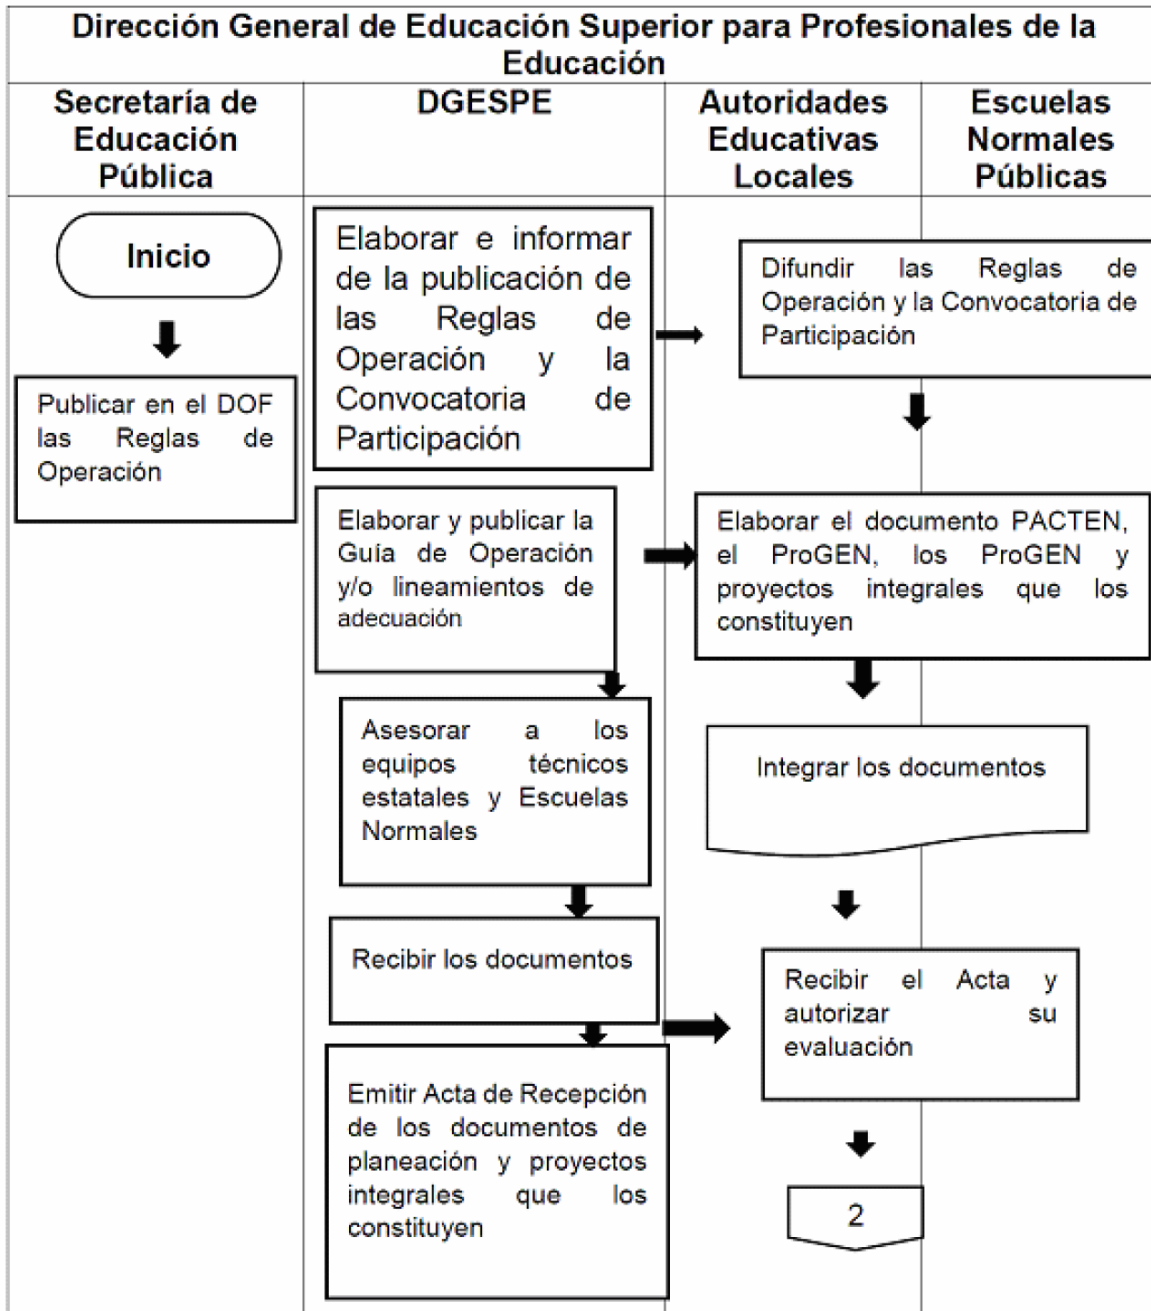 Dirección General de Educación Superior para Profesionales de la
Educación
Secretaría de
Educación
Pública
DGESPE
Autoridades
Educativas
Locales
Escuelas
Normales
Públicas
Inicio
Publicar en el DOF
las Reglas de
Operación
Elaborar e informar
de la publicación de
las Reglas de
Operación y la
Convocatoria de
Participación
Difundir las Reglas de
Operación y la Convocatoria de
Participación
Elaborar y publicar la
Guía de Operación
y/o lineamientos de
adecuación
Elaborar el documento PACTEN,
el ProGEN, los ProGEN y
proyectos integrales que los
constituyen
Asesorar a los
equipos técnicos
estatales y Escuelas
Normales
Integrar los documentos
Recibir los documentos
Recibir el Acta y
autorizar su
evaluación
Emitir Acta de Recepción
de los documentos de
planeación y proyectos
integrales que los
constituyen
2